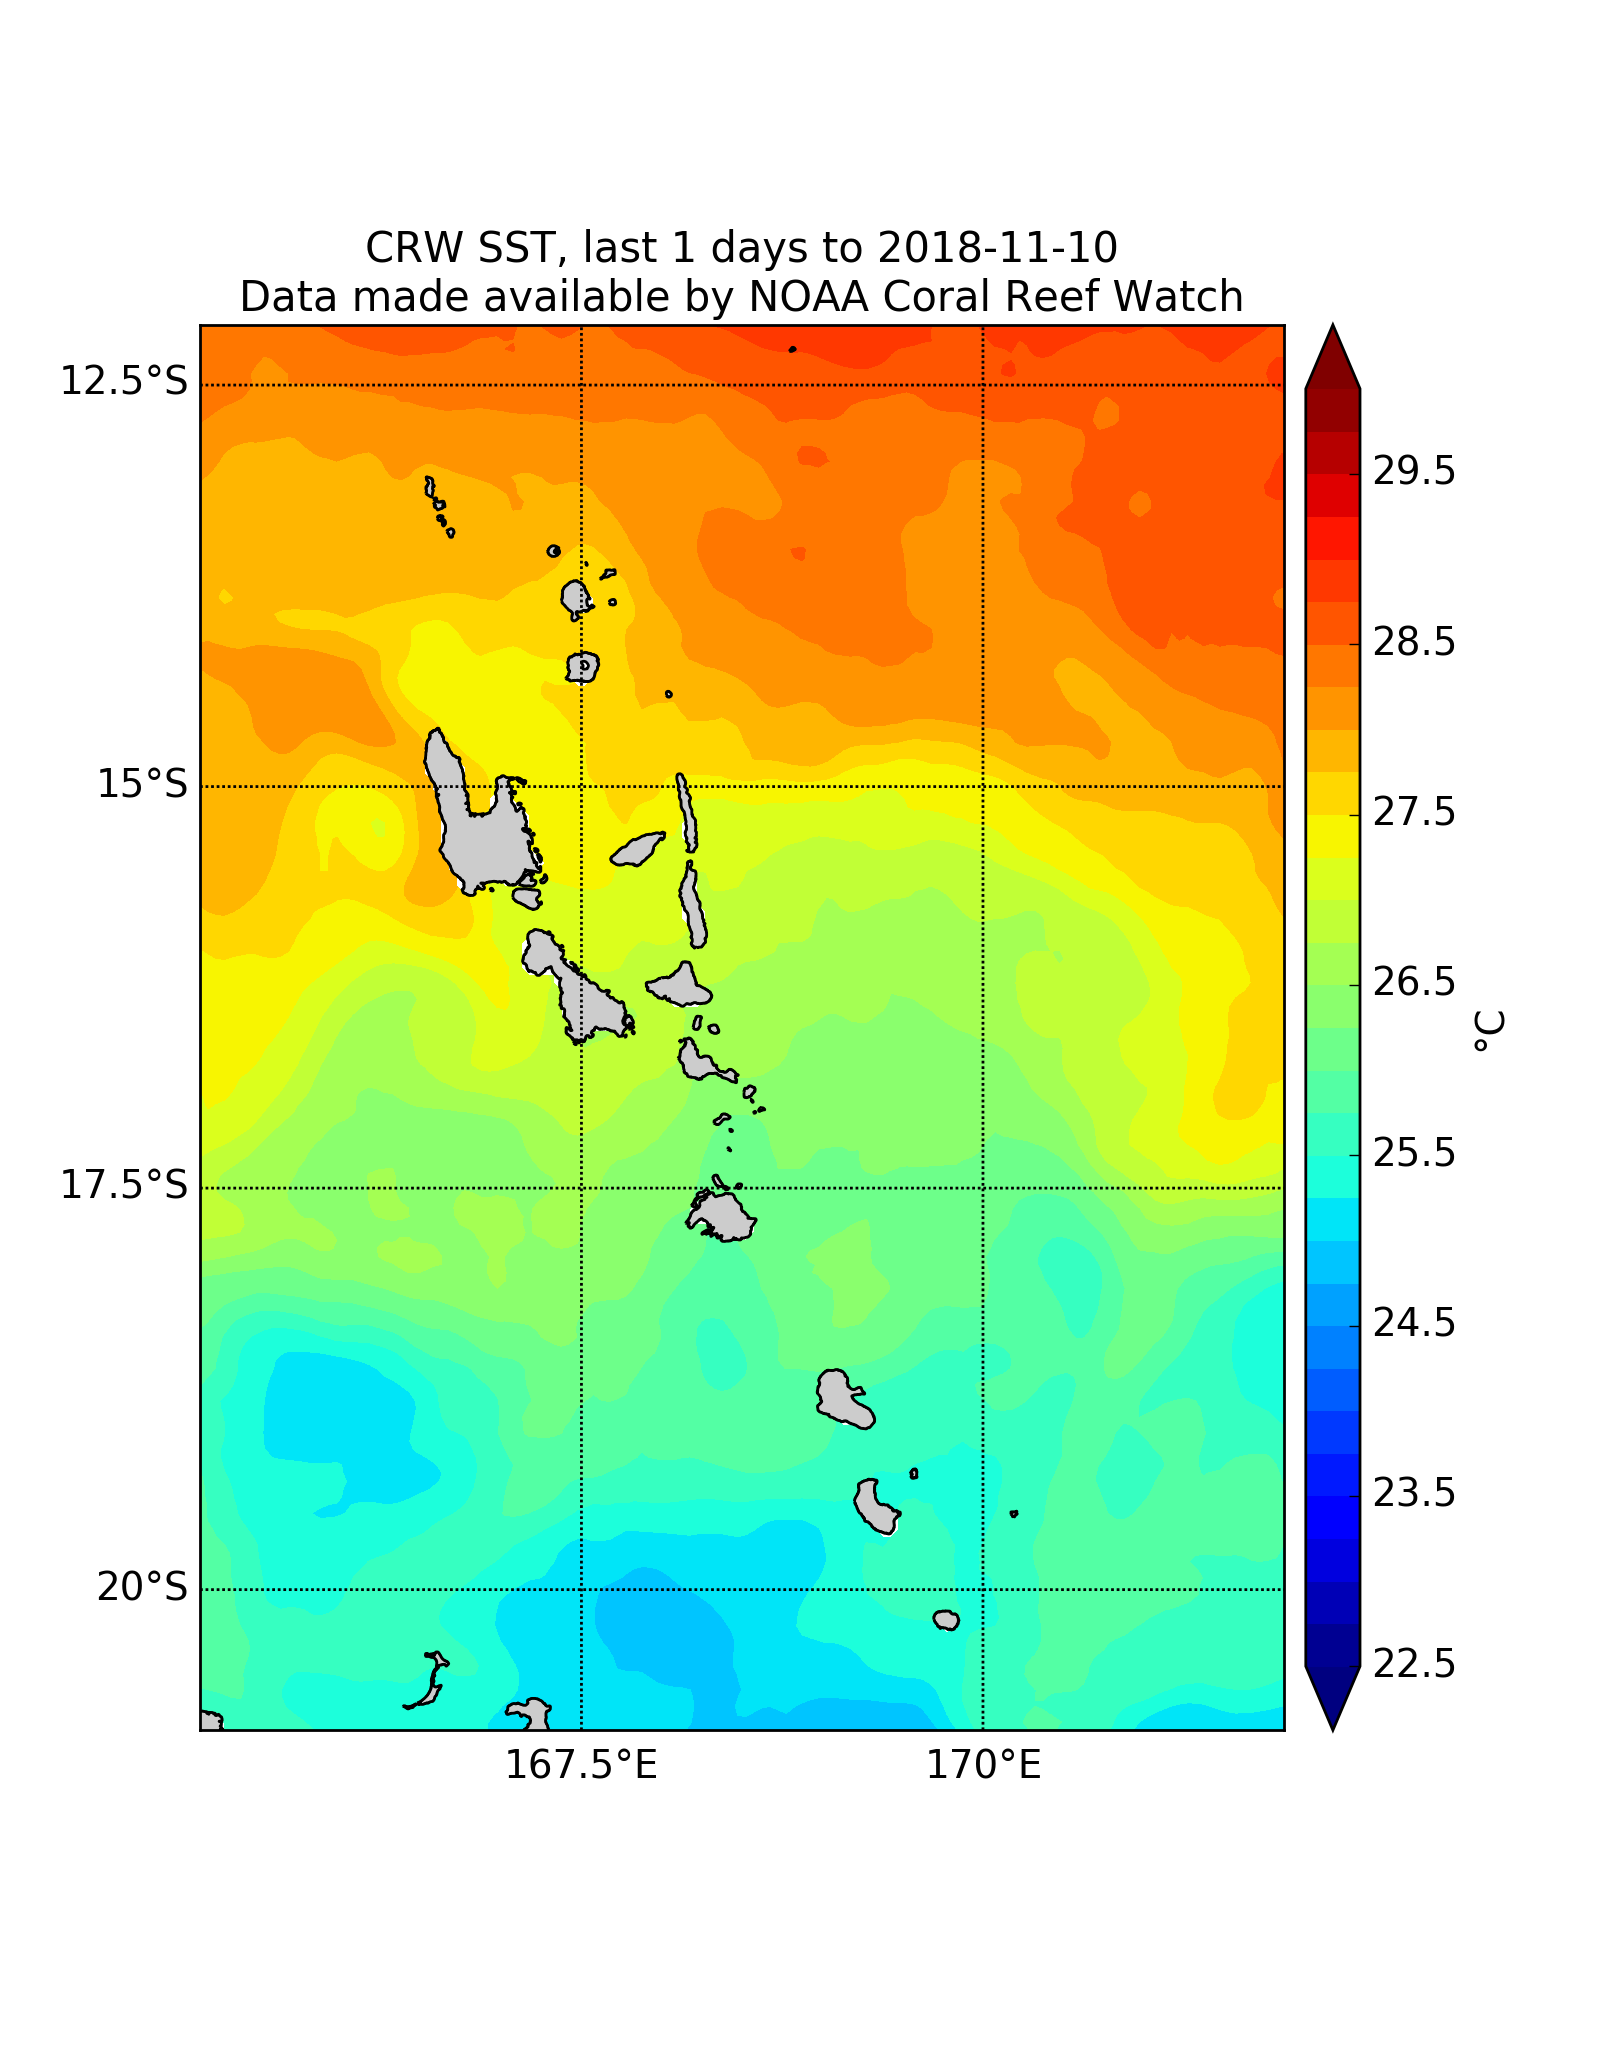 CRW SST, last 1 days to 2018-11-10
Data made available by NOAA Coral Reef Watch
12.5°S
15°S
17.5°S
20°S
167.5°E
170°E
29.5
28.5
27.5
26.5
25.5
24.5
23.5
22.5
°C